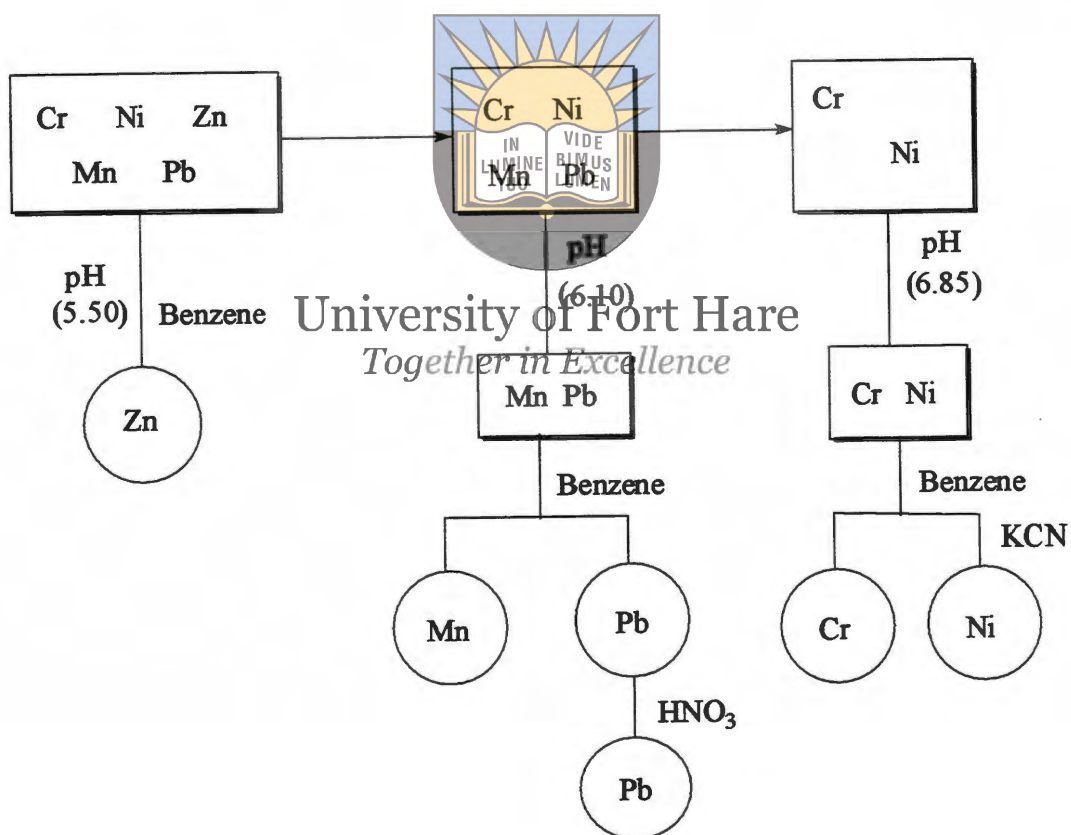 Cr Ni Zn
Mn Pb
Cr Ni
Mn Pb
IN
LUMINE
TUO
VIDE
BIMUS
LUMEN
Cr
Ni
pH
(5.50)
Benzene
pH
(6.10)
pH
(6.85)
University of Fort Hare
Together in Excellence
Zn
Mn Pb
Cr Ni
Benzene
Benzene
KCN
Mn
Pb
Cr
Ni
HNO₃
Pb